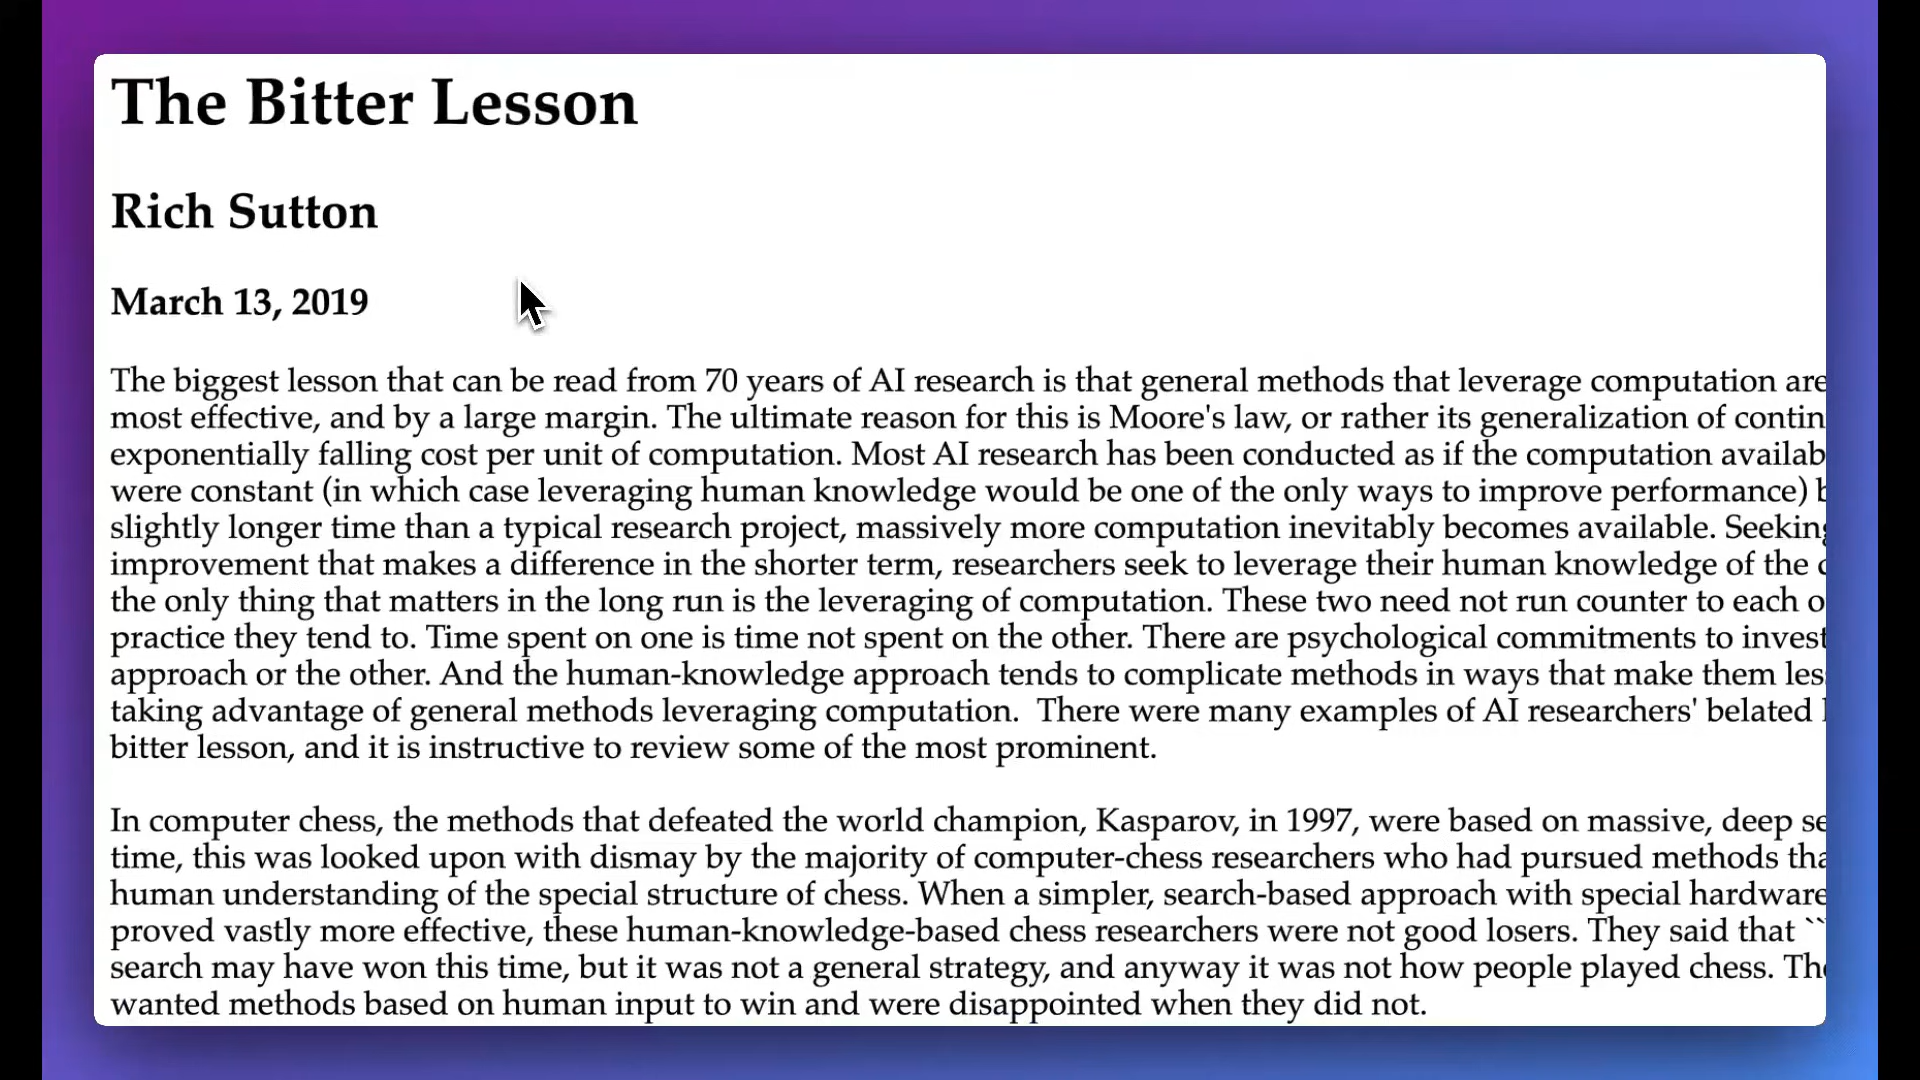 The Bitter Lesson
Rich Sutton
March 13, 2019
The biggest lesson that can be read from 70 years of AI research is that general methods that leverage computation are
most effective, and by a large margin. The ultimate reason for this is Moore's law, or rather its generalization of contin
exponentially falling cost per unit of computation. Most AI research has been conducted as if the computation availab
were constant (in which case leveraging human knowledge would be one of the only ways to improve performance) b
slightly longer time than a typical research project, massively more computation inevitably becomes available. Seeking
improvement that makes a difference in the shorter term, researchers seek to leverage their human knowledge of the
the only thing that matters in the long run is the leveraging of computation. These two need not run counter to each o
practice they tend to. Time spent on one is time not spent on the other. There are psychological commitments to invest
approach or the other. And the human-knowledge approach tends to complicate methods in ways that make them les
taking advantage of general methods leveraging computation.  There were many examples of AI researchers' belated
bitter lesson, and it is instructive to review some of the most prominent.
In computer chess, the methods that defeated the world champion, Kasparov, in 1997, were based on massive, deep se
time, this was looked upon with dismay by the majority of computer-chess researchers who had pursued methods tha
human understanding of the special structure of chess. When a simpler, search-based approach with special hardware
proved vastly more effective, these human-knowledge-based chess researchers were not good losers. They said that ``
search may have won this time, but it was not a general strategy, and anyway it was not how people played chess. The
wanted methods based on human input to win and were disappointed when they did not.